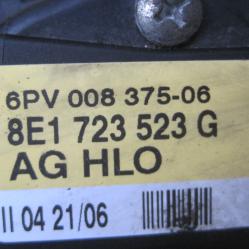 6PV 008 375-06
8E1 723 523 G
AG HLO
II 04 21/06